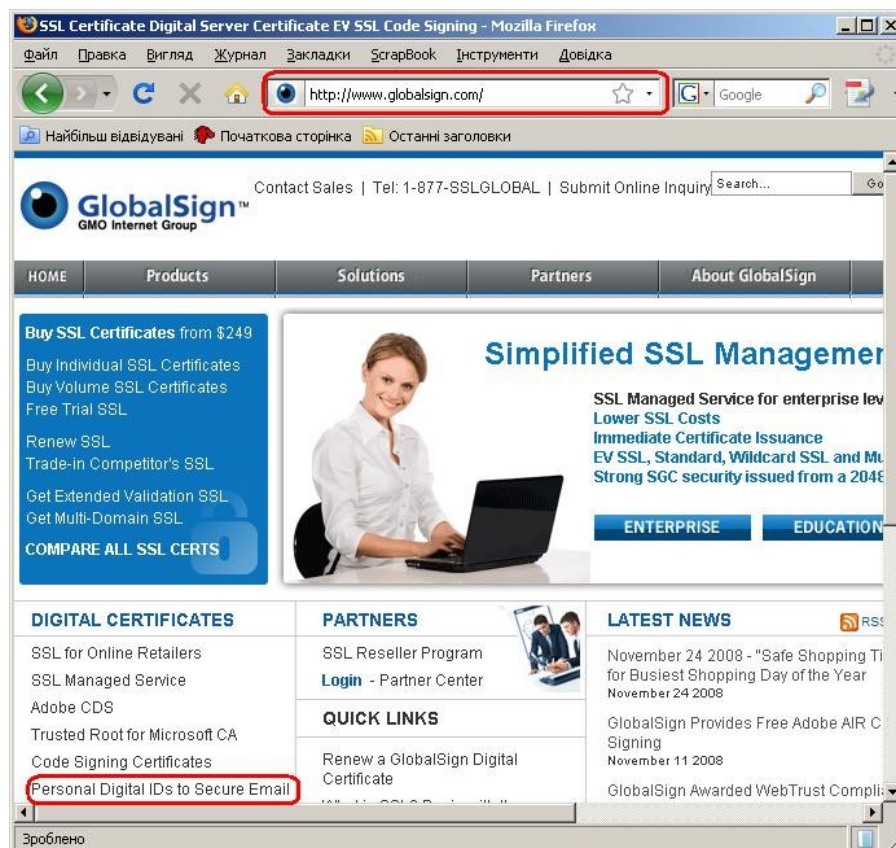 SSL Certificate Digital Server Certificate EV SSL Code Signing - Mozilla Firefox
Файл Правка Вигляд Журнал Закладки ScrapBook Інструменти Довідка
http://www.globalsign.com/
G Google
Найбільш відвідувані Початкова сторінка Останні заголовки
GlobalSign™
GMO Internet Group
Contact Sales | Tel: 1-877-SSLGLOBAL | Submit Online Inquiry
Search...
Go
HOME Products Solutions Partners About GlobalSign
Buy SSL Certificates from $249
Buy Individual SSL Certificates
Buy Volume SSL Certificates
Free Trial SSL
Renew SSL
Trade-in Competitor's SSL
Get Extended Validation SSL
Get Multi-Domain SSL
COMPARE ALL SSL CERTS
Simplified SSL Managemer
SSL Managed Service for enterprise lev
Lower SSL Costs
Immediate Certificate Issuance
EV SSL, Standard, Wildcard SSL and Mu
Strong SGC security issued from a 2048
ENTERPRISE EDUCATION
DIGITAL CERTIFICATES
SSL for Online Retailers
SSL Managed Service
Adobe CDS
Trusted Root for Microsoft CA
Code Signing Certificates
Personal Digital IDs to Secure Email
PARTNERS
SSL Reseller Program
Login - Partner Center
QUICK LINKS
Renew a GlobalSign Digital
Certificate
LATEST NEWS
RSS
November 24 2008 - "Safe Shopping Ti
for Busiest Shopping Day of the Year
November 24 2008
GlobalSign Provides Free Adobe AIR C
Signing
November 11 2008
GlobalSign Awarded WebTrust Complia
Зроблено